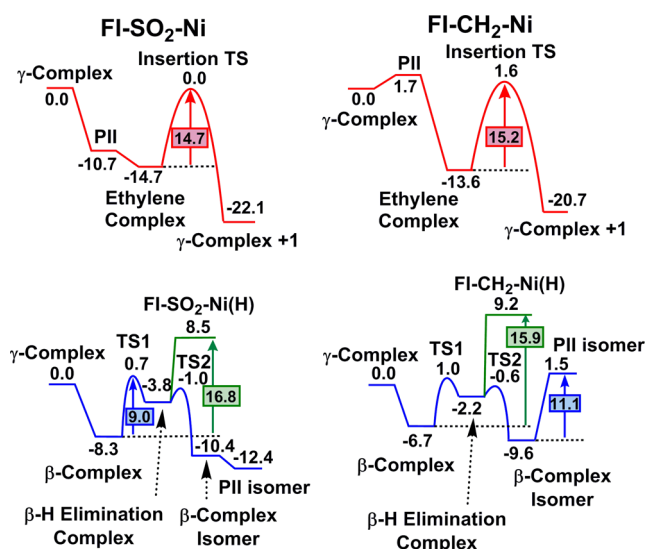 FI-SO₂-Ni
Insertion TS
γ-Complex
0.0
0.0
PII
14.7
-10.7
-14.7
Ethylene
Complex
-22.1
γ-Complex +1
FI-CH₂-Ni
Insertion TS
1.6
PII
0.0
1.7
γ-Complex
15.2
-13.6
Ethylene
Complex
-20.7
γ-Complex +1
FI-SO₂-Ni(H)
8.5
γ-Complex
TS1
0.0
0.7
TS2
-3.8
-1.0
9.0
16.8
-8.3
-10.4
-12.4
β-Complex
PII isomer
β-H Elimination
Complex
β-Complex
Isomer
FI-CH₂-Ni(H)
9.2
γ-Complex
TS1
15.9
PII isomer
0.0
1.0
TS2
1.5
-0.6
-2.2
11.1
-6.7
-9.6
β-Complex
β-Complex
Isomer
β-H Elimination
Complex